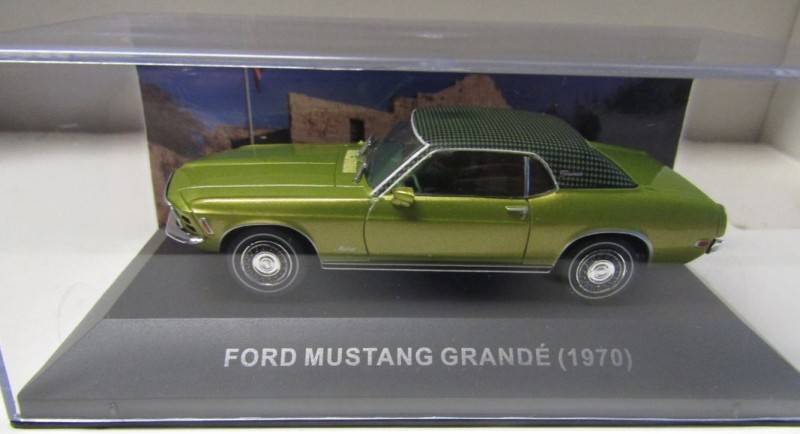 FORD MUSTANG GRANDÉ (1970)